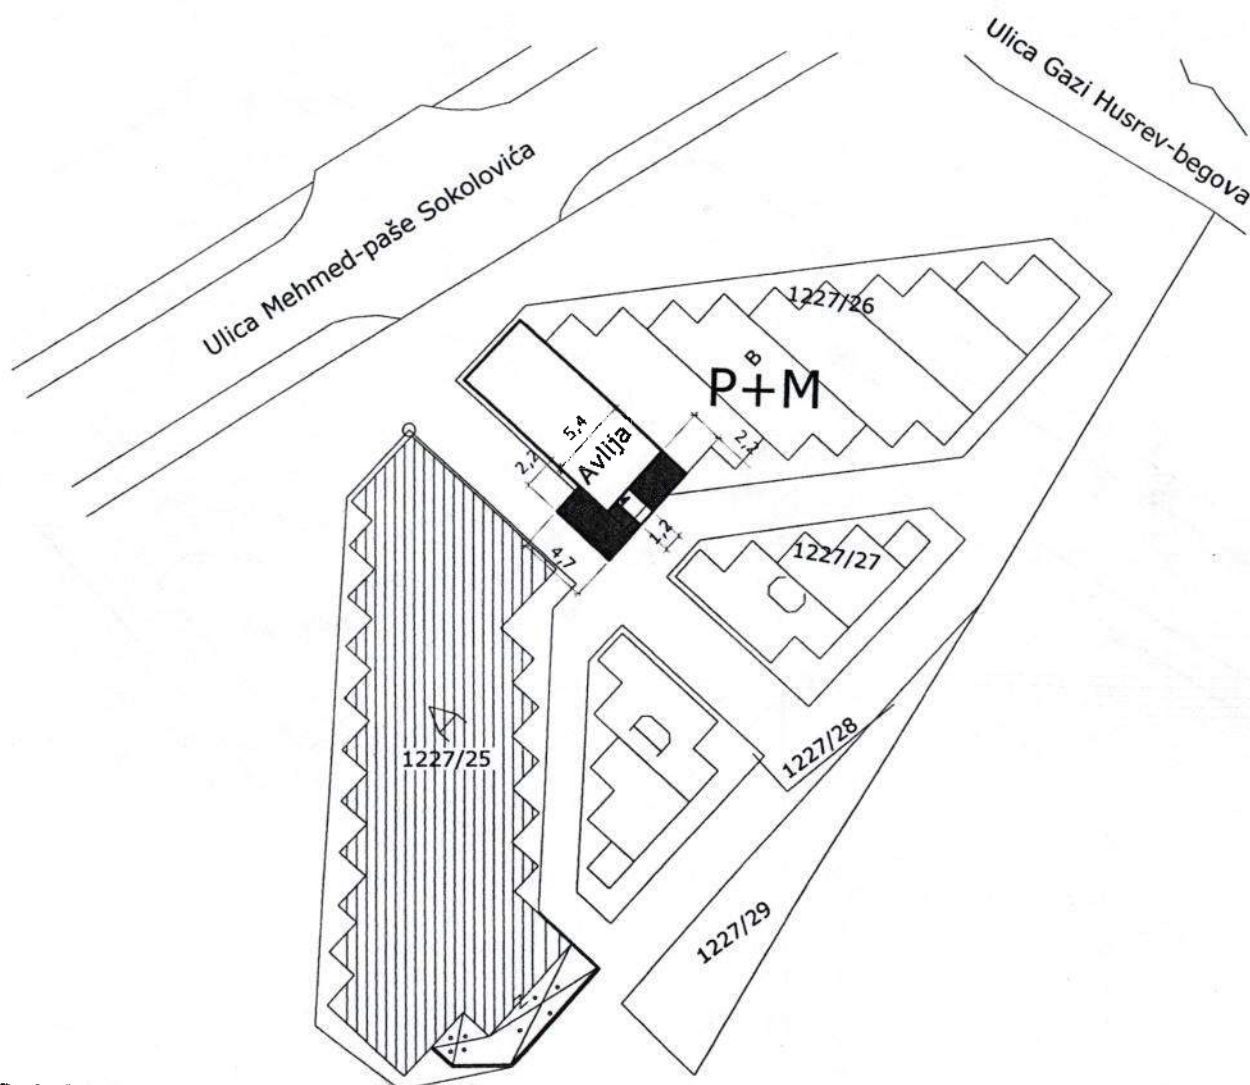 Ulica Gazi Husrev-begova
Ulica Mehmed-paše Sokolovića
1227/26
B
P+M
5,4
Avlija
2,2
2,2
1,2
4,7
1227/27
C
D
A
1227/25
1227/28
1227/29